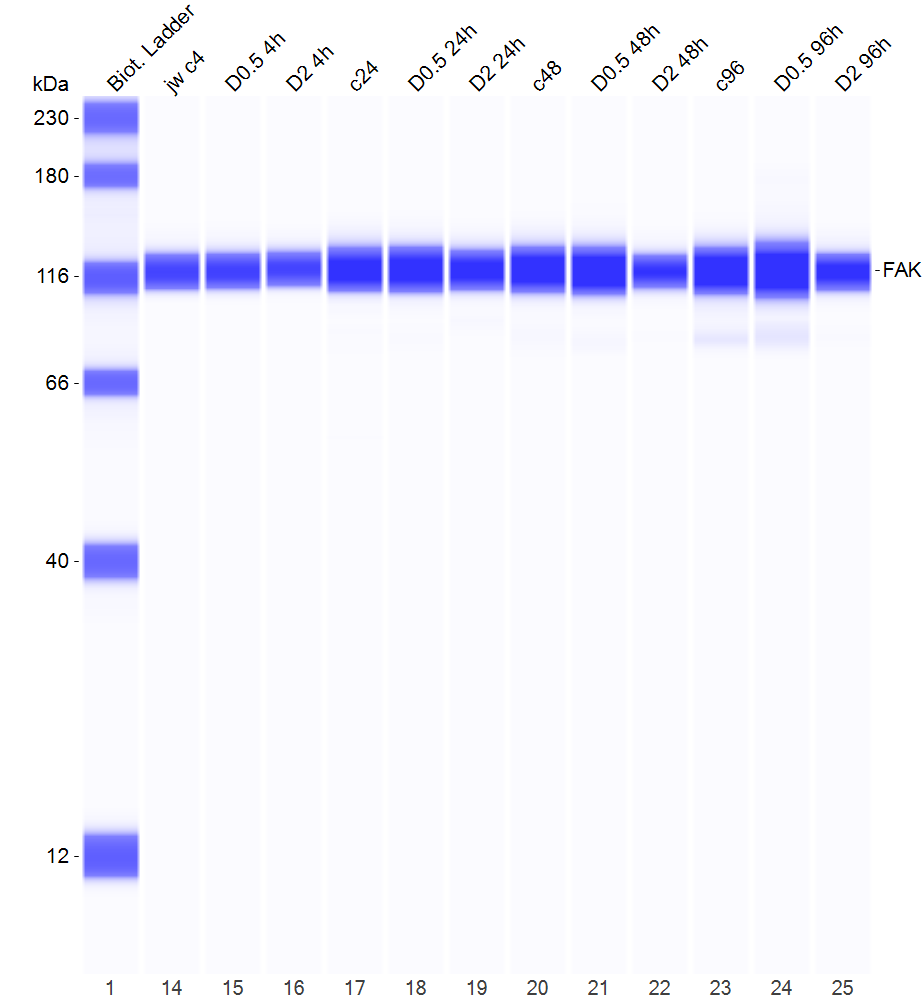 Biot. Ladder
jw c4
D0.5 4h
D2 4h
c24
D0.5 24h
D2 24h
c48
D0.5 48h
D2 48h
c96
D0.5 96h
D2 96h
kDa
230
180
116
FAK
66
40
12
1 14 15 16 17 18 19 20 21 22 23 24 25